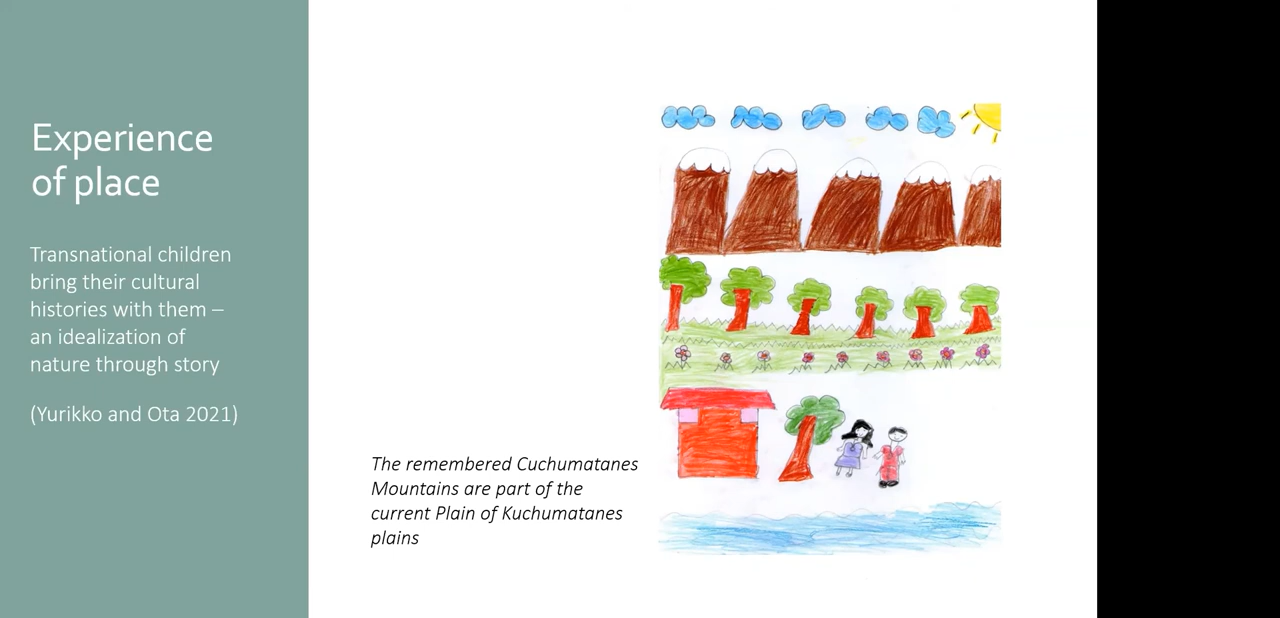 Experience
of place
Transnational children
bring their cultural
histories with them –
an idealization of
nature through story
(Yurikko and Ota 2021)
The remembered Cuchumatanes
Mountains are part of the
current Plain of Kuchumatanes
plains